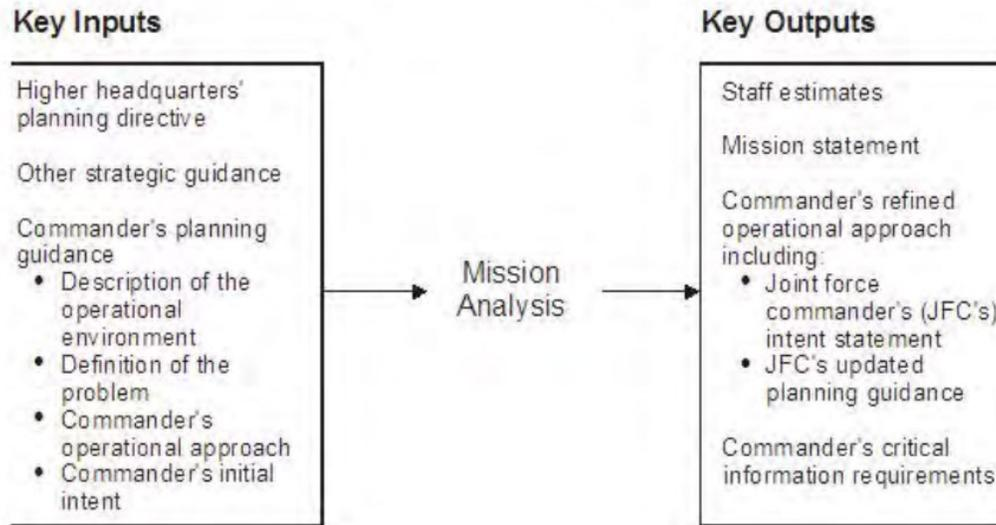 Key Inputs
Higher headquarters'
planning directive
Other strategic guidance
Commander's planning
guidance
• Description of the
operational
environment
• Definition of the
problem
• Commander's
operational approach
• Commander's initial
intent
Mission
Analysis
Key Outputs
Staff estimates
Mission statement
Commander's refined
operational approach
including:
• Joint force
commander's (JFC's)
intent statement
• JFC's updated
planning guidance
Commander's critical
information requirements